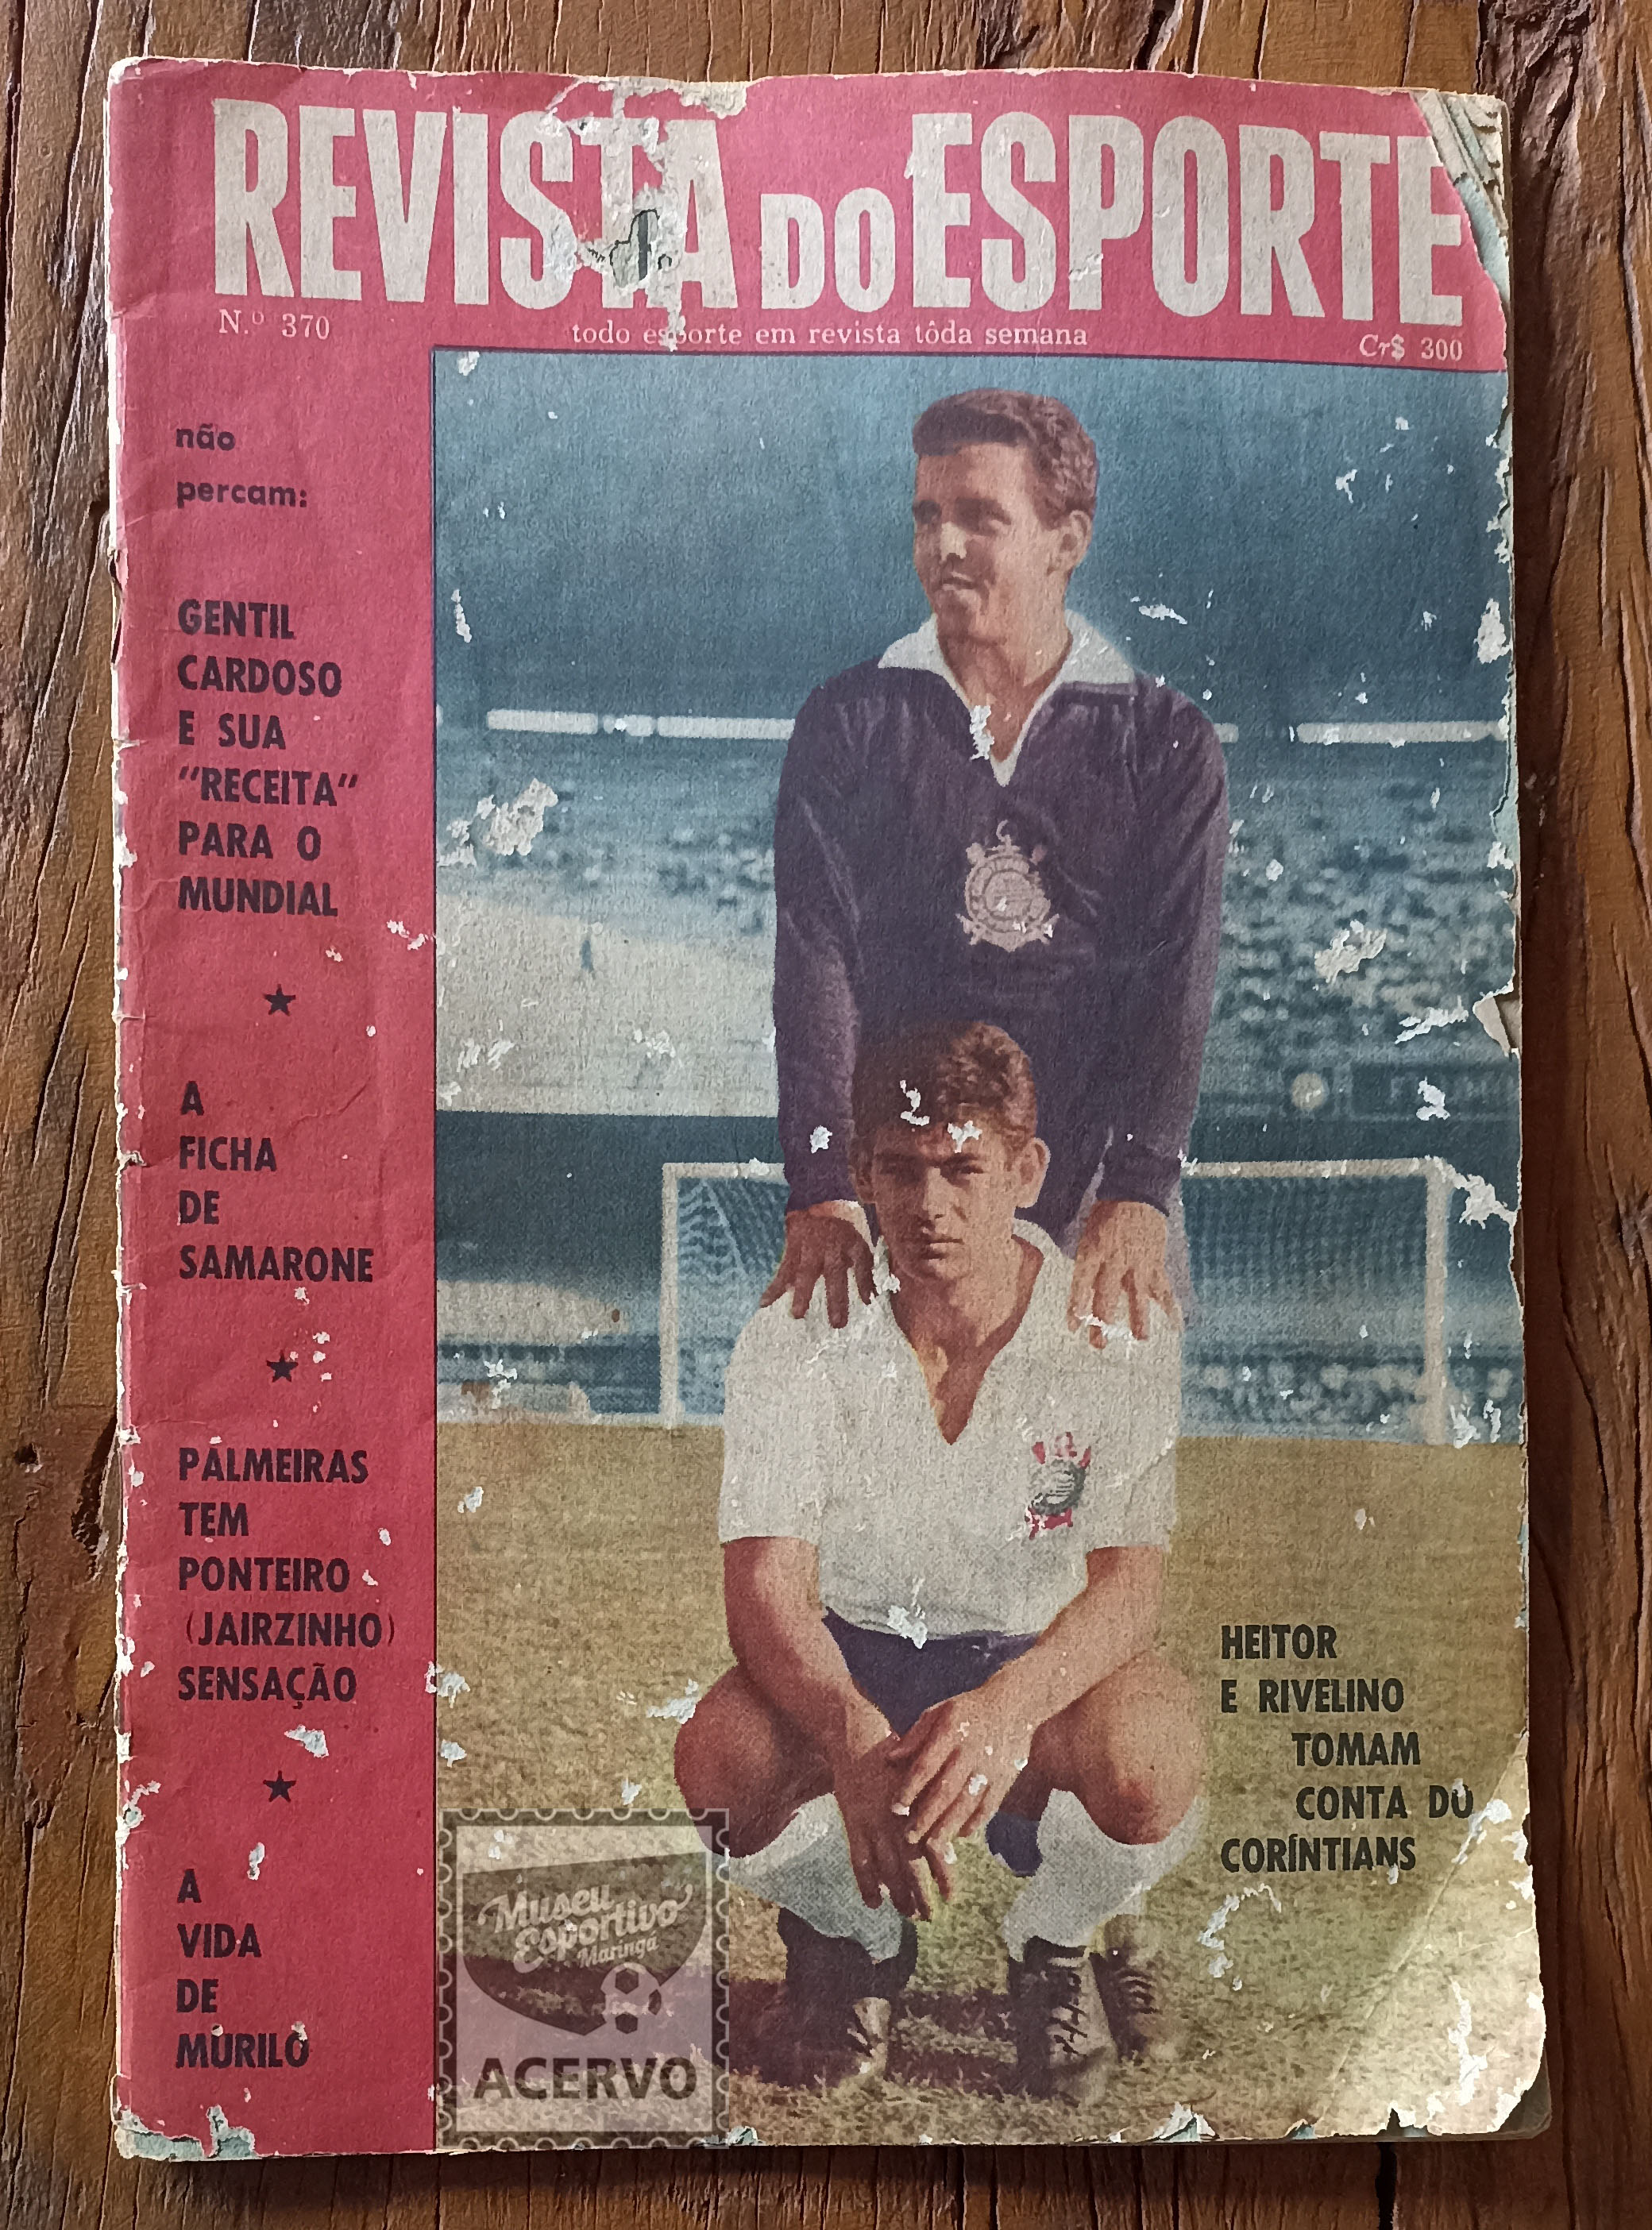 REVISTA DO ESPORTE
N.º 370
todo esporte em revista tôda semana
Cr$ 300
não
percam:
GENTIL
CARDOSO
E SUA
"RECEITA"
PARA O
MUNDIAL
★
A
FICHA
DE
SAMARONE
★
PALMEIRAS
TEM
PONTEIRO
(JAIRZINHO)
SENSAÇÃO
★
A
VIDA
DE
MURILO
HEITOR
E RIVELINO
TOMAM
CONTA DO
CORÍNTIANS
Museu
Esportivo
Maringá
ACERVO